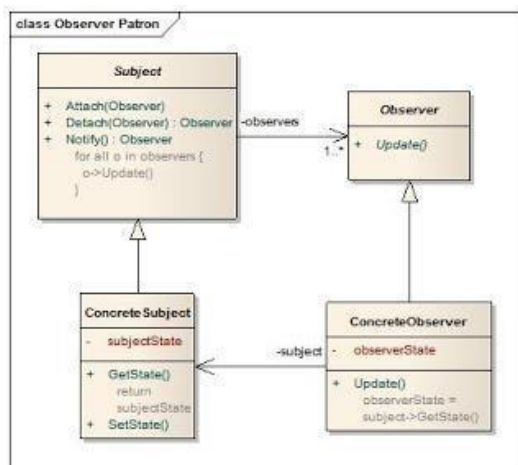 class Observer Patron
Subject
+ Attach(Observer)
+ Detach(Observer) : Observer
+ Notify() : Observer
for all o in observers {
o->Update()
}
-observers
1..*
Observer
+ Update()
ConcreteSubject
- subjectState
+ GetState()
return
subjectState
+ SetState()
-subject
ConcreteObserver
- observerState
+ Update()
observerState =
subject->GetState()